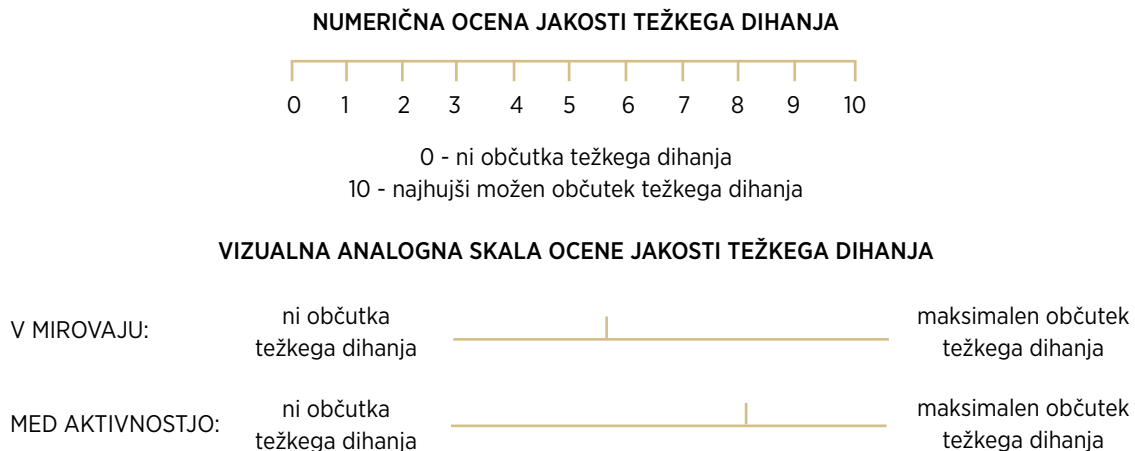 NUMERIČNA OCENA JAKOSTI TEŽKEGA DIHANJA
0 1 2 3 4 5 6 7 8 9 10
0 - ni občutka težkega dihanja
10 - najhujši možen občutek težkega dihanja
VIZUALNA ANALOGNA SKALA OCENE JAKOSTI TEŽKEGA DIHANJA
V MIROVAJU:
ni občutka
težkega dihanja
maksimalen občutek
težkega dihanja
MED AKTIVNOSTJO:
ni občutka
težkega dihanja
maksimalen občutek
težkega dihanja